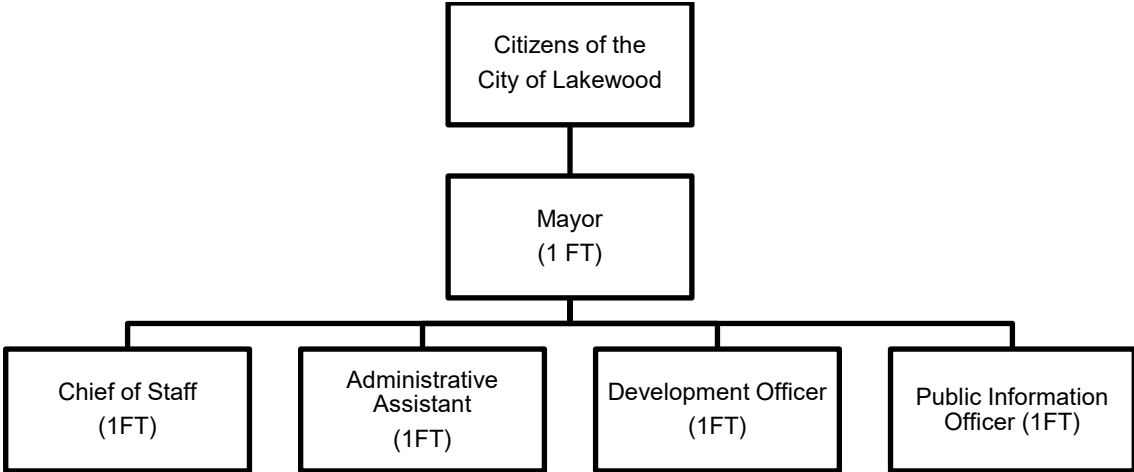 Citizens of the
City of Lakewood
Mayor
(1 FT)
Chief of Staff
(1FT)
Administrative
Assistant
(1FT)
Development Officer
(1FT)
Public Information
Officer (1FT)